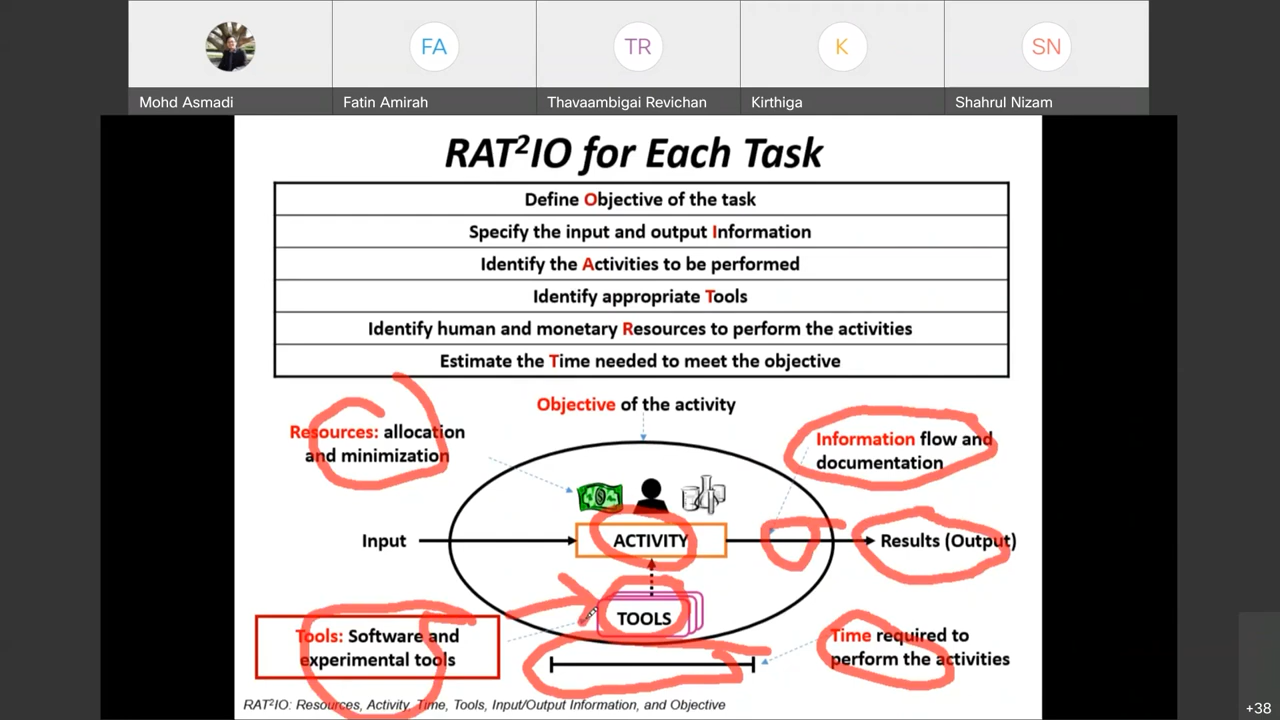 FA
TR
K
SN
Mohd Asmadi
Fatin Amirah
Thavaambigai Revichan
Kirthiga
Shahrul Nizam
RAT²IO for Each Task
Define Objective of the task
Specify the input and output Information
Identify the Activities to be performed
Identify appropriate Tools
Identify human and monetary Resources to perform the activities
Estimate the Time needed to meet the objective
Objective of the activity
Resources: allocation
and minimization
Information flow and
documentation
Input
ACTIVITY
Results (Output)
TOOLS
Tools: Software and
experimental tools
Time required to
perform the activities
RAT²IO: Resources, Activity, Time, Tools, Input/Output Information, and Objective
+38